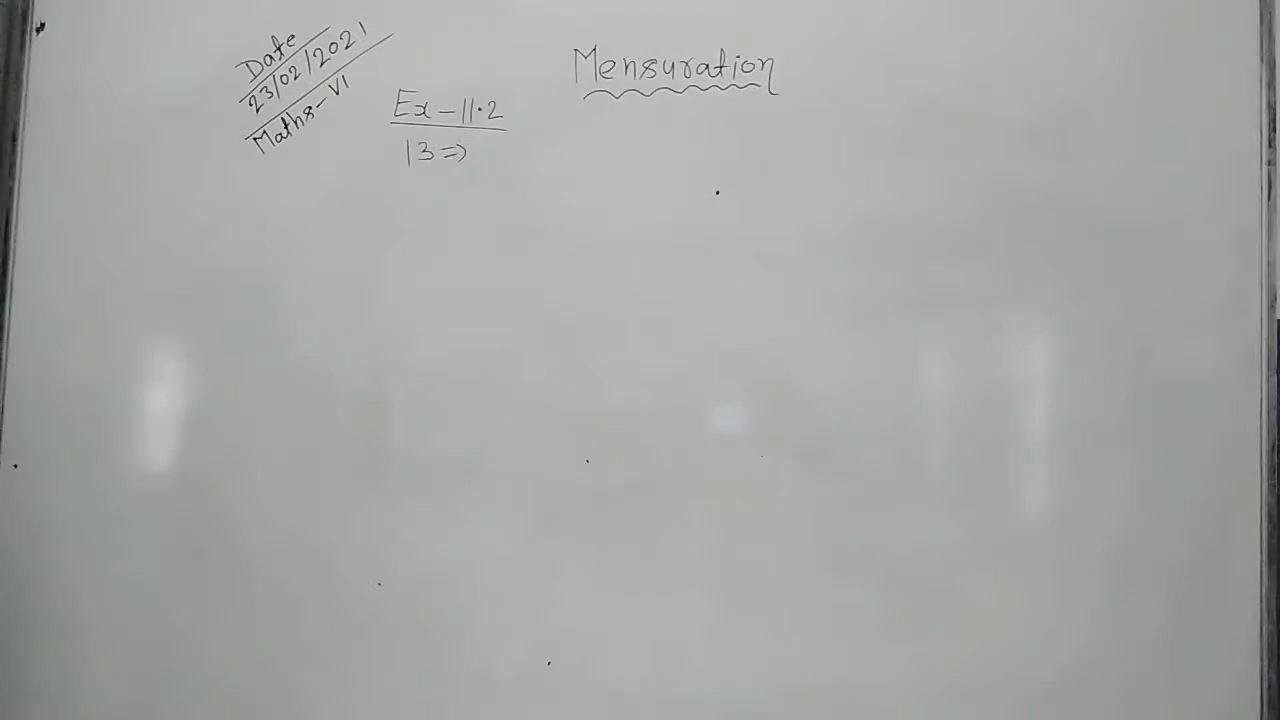 Date
23/02/2021
Maths-VI
Mensuration
Ex-11.2
13⇒